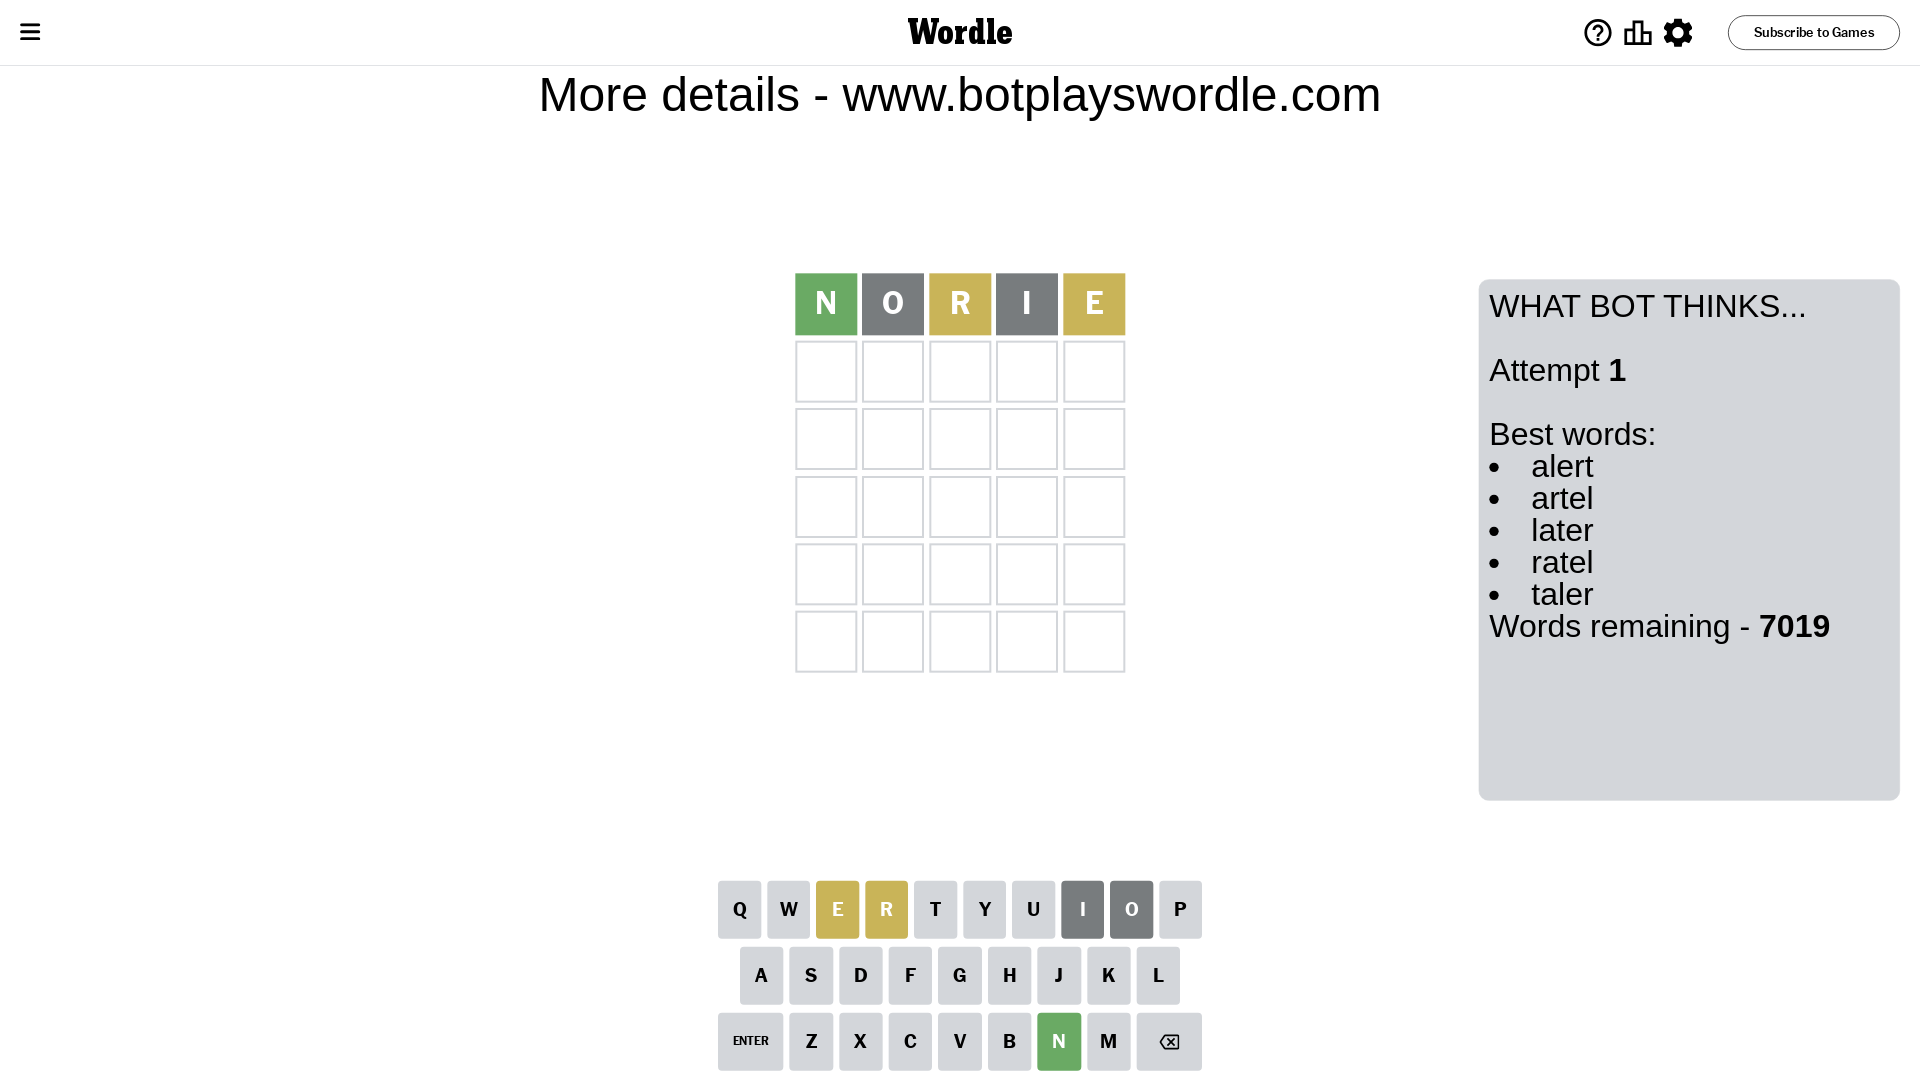 Wordle
Subscribe to Games
More details - www.botplayswordle.com
N O R I E
WHAT BOT THINKS...
Attempt 1
Best words:
• alert
• artel
• later
• ratel
• taler
Words remaining - 7019
Q W E R T Y U I O P
A S D F G H J K L
ENTER Z X C V B N M